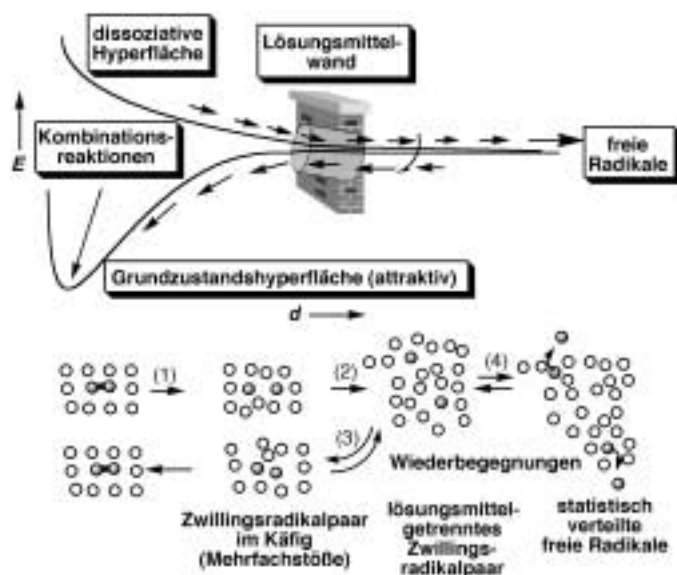 dissoziative
Hyperfläche
Lösungsmittel-
wand
E
Kombinations-
reaktionen
freie
Radikale
Grundzustandshyperfläche (attraktiv)
d
(1)
(2)
(4)
(3)
Wiederbegegnungen
Zwillingsradikalpaar
im Käfig
(Mehrfachstöße)
lösungsmittel-
getrenntes
Zwillings-
radikalpaar
statistisch
verteilte
freie Radikale